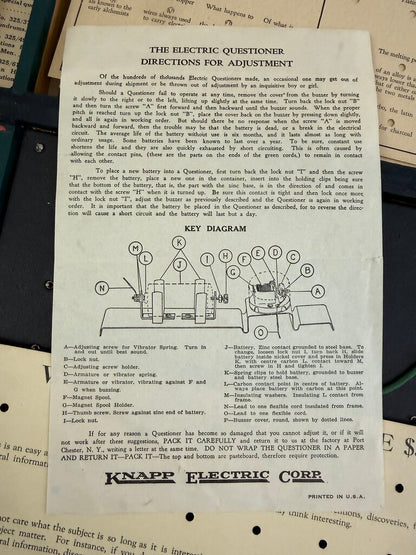 THE ELECTRIC QUESTIONER
DIRECTIONS FOR ADJUSTMENT
Of the hundreds of thousands Electric Questioners made, an occasional one may get out of
adjustment during shipment or be thrown out of adjustment by an inquisitive boy or girl.
Should a Questioner fail to operate at any time, remove the cover from the buzzer by turning
it slowly to the right or to the left, lifting up slightly at the same time. Turn back the lock nut "B"
and then turn the screw "A" first forward and then backward until the buzzer sounds. When the proper
pitch is reached turn up the lock nut "B", place the cover back on the buzzer by pressing down slightly,
and all is again in working order. But should there be no response when the screw "A" is moved
backward and forward, then the trouble may be that the battery is dead, or a break in the electrical
circuit. The average life of the battery without use is six months, and it lasts almost as long with
ordinary usage. Some batteries have been known to last over a year. To be sure, constant use
shortens the life and they are also quickly exhausted by short circuiting. This is often caused by
allowing the contact pins, (these are the parts on the ends of the green cords,) to remain in contact
with each other.
To place a new battery into a Questioner, first turn back the lock nut "I" and then the screw
"H", remove the battery, place a new one in the container, insert into the holding clips being sure
that the bottom of the battery, that is, the part with the zinc base, is in the direction of and comes in
contact with the screw "H" when it is turned up. Be sure this contact is tight and then lock once more
with the lock nut "I", adjust the buzzer as previously described and the Questioner is again in working
order. It is important that the battery be placed in the Questioner as described, for to reverse the direc-
tion will cause a short circuit and the battery will last but a day.
KEY DIAGRAM
K
M
L
J
I
H
G
F
E
D
C
B
A
N
O
A—Adjusting screw for Vibrator Spring. Turn in
and out until best sound.
B—Lock nut.
C—Adjusting screw holder.
D—Armature or vibrator spring.
E—Armature or vibrator, vibrating against F and
G when buzzing.
F—Magnet Spool.
G—Magnet Spool Holder.
H—Thumb screw. Screw against zinc end of battery.
I—Lock nut.
J—Battery. Zinc contact grounded to steel base. To
change, loosen lock nut I, turn back H, slide
battery inside nickel cover and press in Holders
K, with centre carbon L contact toward M,
then screw in H and tighten I.
K—Spring clips to hold battery, grounded to buzzer
and battery steel base.
L—Carbon contact point in centre of battery. Al-
ways place battery with carbon at this point.
M—Insulating washers. Insulating L contact from
frame.
N—Lead to one flexible cord insulated from frame.
O—Lead to one flexible cord.
P—Buzzer cover, round, shown by dotted lines.
If for any reason a Questioner has become so damaged that you cannot adjust it, or if it will
not work after these suggestions, PACK IT CAREFULLY and return it to us at the factory at Port
Chester, N. Y., writing a letter at the same time. DO NOT WRAP THE QUESTIONER IN A PAPER
AND RETURN IT—PACK IT—The top and bottom are pasteboard, therefore require protection.
KNAPP ELECTRIC CORP.
PRINTED IN U.S.A.